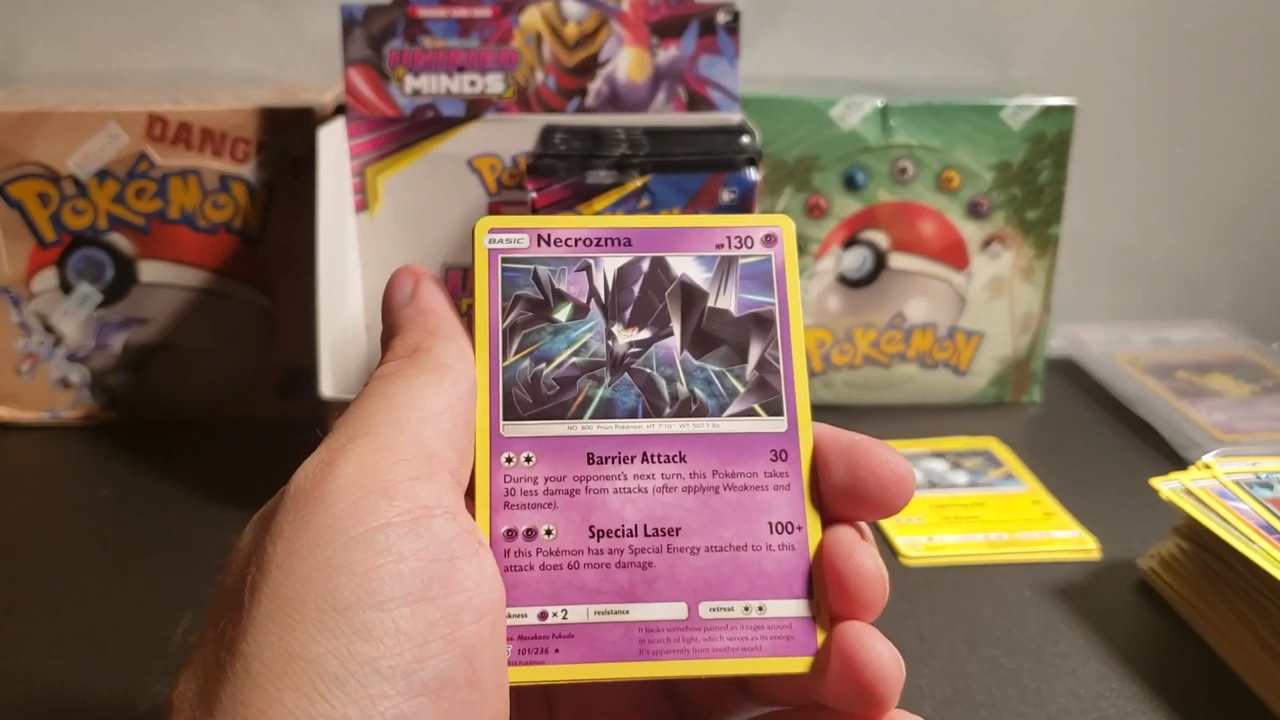 UNIFIED
MINDS
DANG
POKéMON
POKéMON
BASIC Necrozma HP 130
NO. 800 Prism Pokémon HT: 7'10" WT: 507.1 lbs
Barrier Attack 30
During your opponent's next turn, this Pokémon takes
30 less damage from attacks (after applying Weakness and
Resistance).
Special Laser 100+
If this Pokémon has any Special Energy attached to it, this
attack does 60 more damage.
kness ×2 resistance retreat
us. Masakazu Fukuda
101/236 ★
It looks somehow pained as it rages around
in search of light, which serves as its energy.
It's apparently from another world.